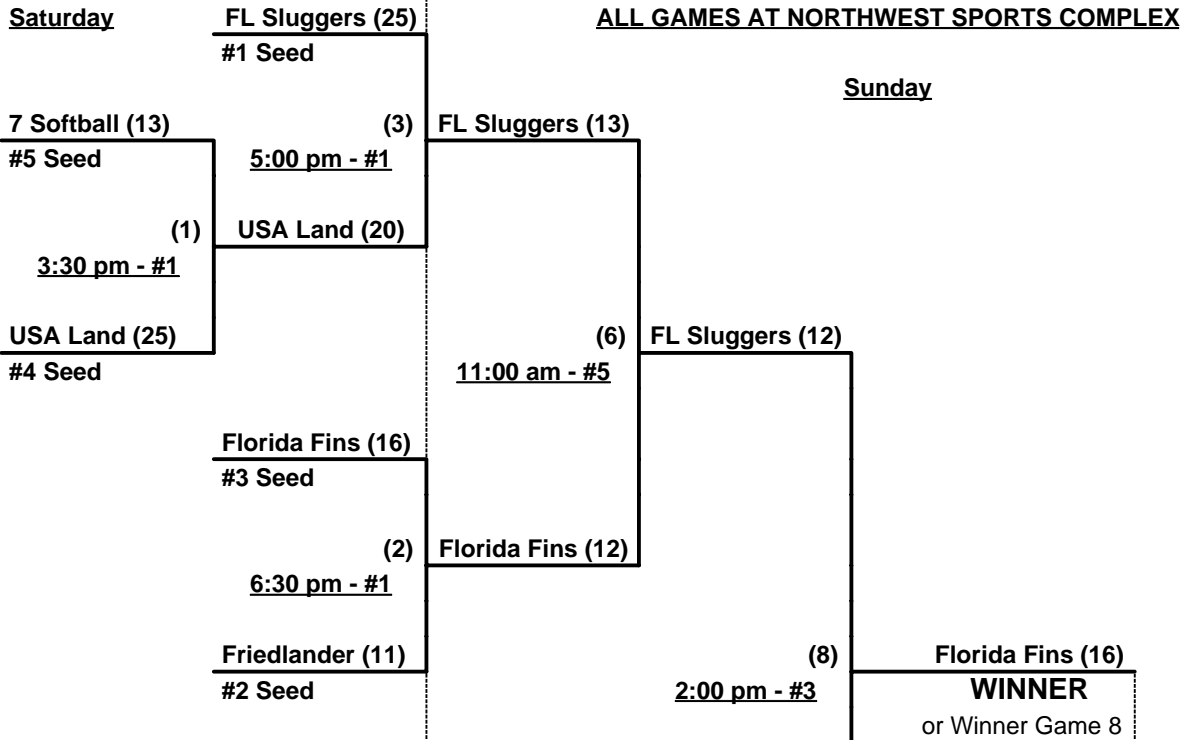 Saturday
FL Sluggers (25)
ALL GAMES AT NORTHWEST SPORTS COMPLEX
#1 Seed
Sunday
7 Softball (13)
(3)
FL Sluggers (13)
#5 Seed
5:00 pm - #1
(1)
USA Land (20)
3:30 pm - #1
USA Land (25)
(6)
FL Sluggers (12)
#4 Seed
11:00 am - #5
Florida Fins (16)
#3 Seed
(2)
Florida Fins (12)
6:30 pm - #1
Friedlander (11)
(8)
Florida Fins (16)
#2 Seed
2:00 pm - #3
WINNER
or Winner Game 8